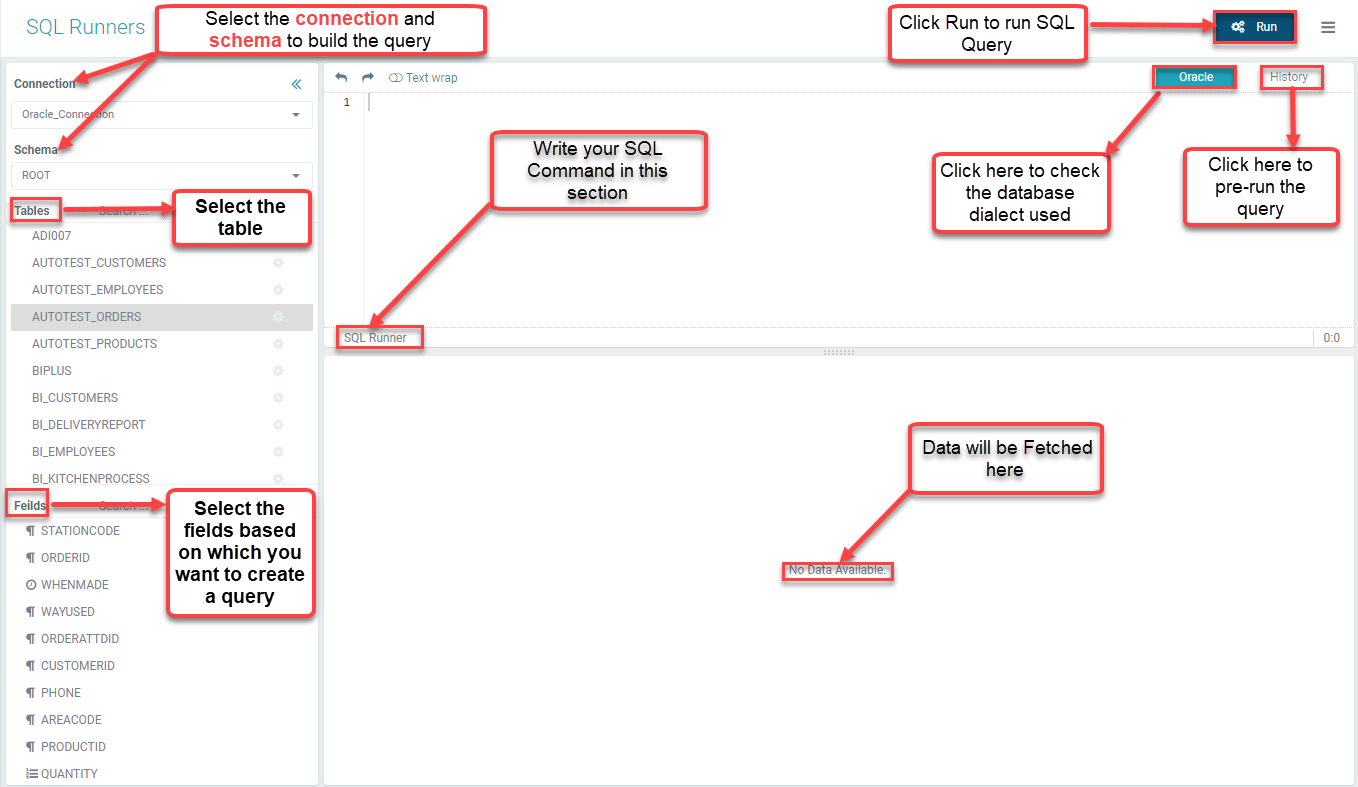 SQL Runners
Select the connection and
schema to build the query
Click Run to run SQL
Query
Run
Connection
Oracle_Connection
Schema
ROOT
Tables
Search ...
Select the
table
ADI007
AUTOTEST_CUSTOMERS
AUTOTEST_EMPLOYEES
AUTOTEST_ORDERS
AUTOTEST_PRODUCTS
BIPLUS
BI_CUSTOMERS
BI_DELIVERYREPORT
BI_EMPLOYEES
BI_KITCHENPROCESS
Feilds
Search ...
Select the
fields based
on which you
want to create
a query
STATIONCODE
ORDERID
WHENMADE
WAYUSED
ORDERATTDID
CUSTOMERID
PHONE
AREACODE
PRODUCTID
QUANTITY
Text wrap
Oracle
History
1
Write your SQL
Command in this
section
Click here to check
the database
dialect used
Click here to
pre-run the
query
SQL Runner
0:0
Data will be Fetched
here
No Data Available.